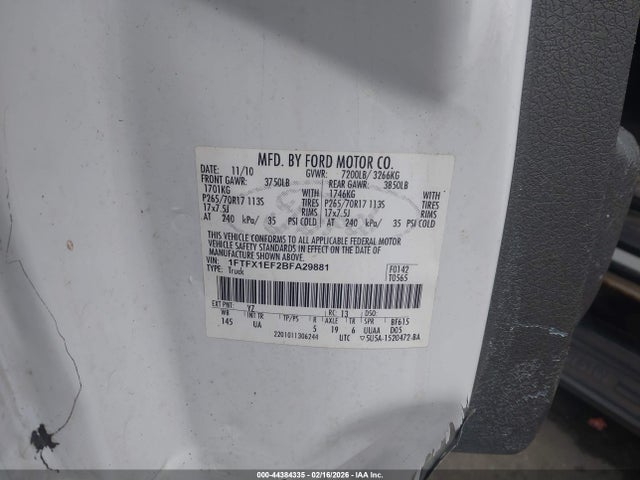 MFD. BY FORD MOTOR CO.
DATE: 11/10 GVWR: 7200LB/ 3266KG
FRONT GAWR: 3750LB REAR GAWR: 3850LB
1701KG 1746KG
P265/70R17 113S TIRES P265/70R17 113S TIRES
17x7.5J RIMS 17x7.5J RIMS
AT 240 kPa/ 35 PSI COLD AT 240 kPa/ 35 PSI COLD
THIS VEHICLE CONFORMS TO ALL APPLICABLE FEDERAL MOTOR
VEHICLE SAFETY STANDARDS IN EFFECT ON THE DATE OF
MANUFACTURE SHOWN ABOVE.
VIN: 1FTFX1EF2BFA29881 F0142
TYPE: Truck T0565
EXT PNT: YZ RC: 13 DSO:
WB INT TR TP/PS R AXLE TR SPR BF615
145 UA 5 19 6 UUAA D05
2201011306244 UTC 5U5A-1520472-BA
000-44384335 - 02/16/2026 - IAA Inc.